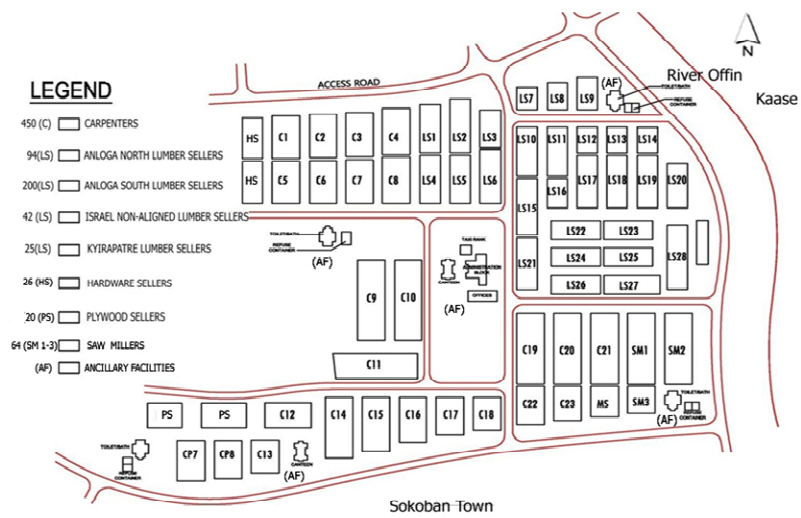 N
River Offin
Kaase
ACCESS ROAD
LEGEND
450 (C) CARPENTERS
94(LS) ANLOGA NORTH LUMBER SELLERS
200(LS) ANLOGA SOUTH LUMBER SELLERS
42 (LS) ISRAEL NON-ALIGNED LUMBER SELLERS
25(LS) KYIRAPATRE LUMBER SELLERS
26 (HS) HARDWARE SELLERS
20 (PS) PLYWOOD SELLERS
64 (SM 1-3) SAW MILLERS
(AF) ANCILLARY FACILITIES
LS7 LS8 LS9 (AF)
TOILET/BATH
REFUSE
CONTAINER
HS C1 C2 C3 C4 LS1 LS2 LS3
HS C5 C6 C7 C8 LS4 LS5 LS6
LS10 LS11 LS12 LS13 LS14
LS15 LS16 LS17 LS18 LS19 LS20
LS22 LS23
LS21 LS24 LS25 LS28
LS26 LS27
TOILET/BATH
REFUSE
CONTAINER
(AF)
TAXI RANK
ADMINISTRATION
BLOCK
CANTEEN
OFFICES
(AF)
C9 C10
C11
C19 C20 C21 SM1 SM2
C22 C23 MS SM3
TOILET/BATH
REFUSE
CONTAINER
(AF)
PS PS C12 C14 C15 C16 C17 C18
TOILET/BATH
REFUSE
CONTAINER
CP7 CP8 C13
CANTEEN
(AF)
Sokoban Town